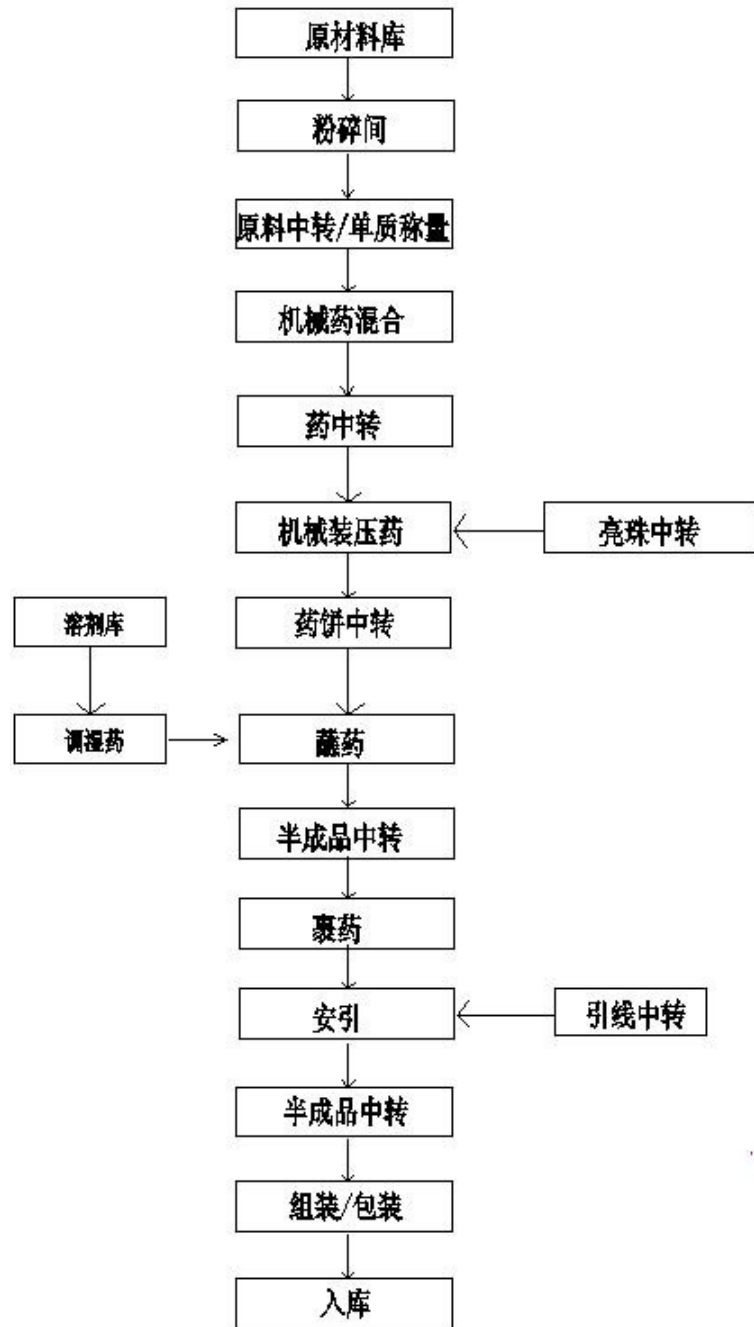 原材料库
粉碎间
原料中转/单质称量
机械药混合
药中转
机械装压药
亮珠中转
溶剂库
药饼中转
调湿药
蘸药
半成品中转
裹药
安引
引线中转
半成品中转
组装/包装
入库